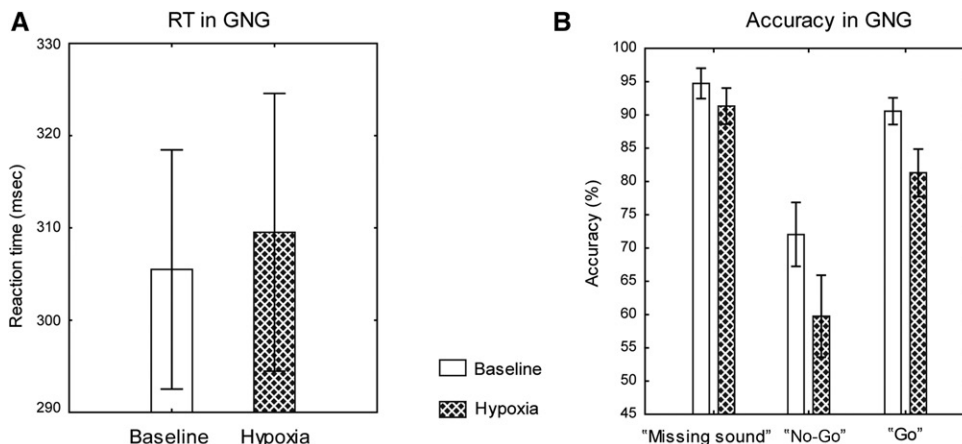 A
RT in GNG
Reaction time (msec)
330
320
310
300
290
Baseline
Hypoxia
Baseline
Hypoxia
B
Accuracy in GNG
Accuracy (%)
100
95
90
85
80
75
70
65
60
55
50
45
"Missing sound"
"No-Go"
"Go"